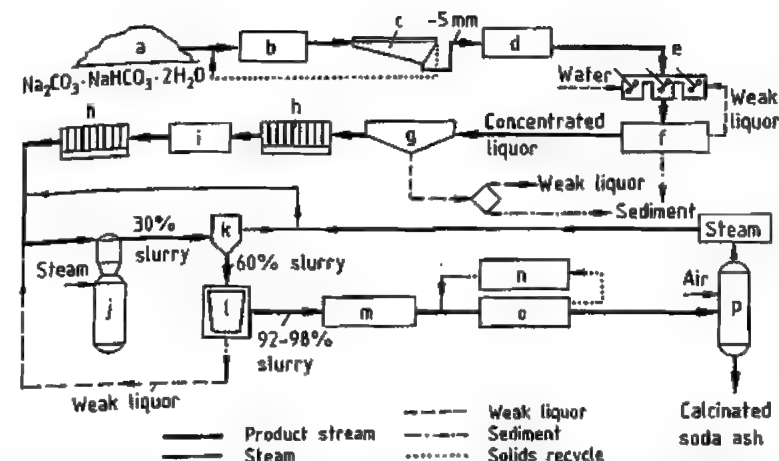 a
b
c
-5 mm
d
e
Na₂CO₃·NaHCO₃·2H₂O
Wafer
Weak
liquor
h
h
i
g
Concentrated
liquor
f
Weak liquor
Sediment
Steam
30%
slurry
k
Steam
60% slurry
j
l
n
Air
m
o
p
92-98%
slurry
Weak liquor
Calcinated
soda ash
Product stream
Steam
Weak liquor
Sediment
Solids recycle